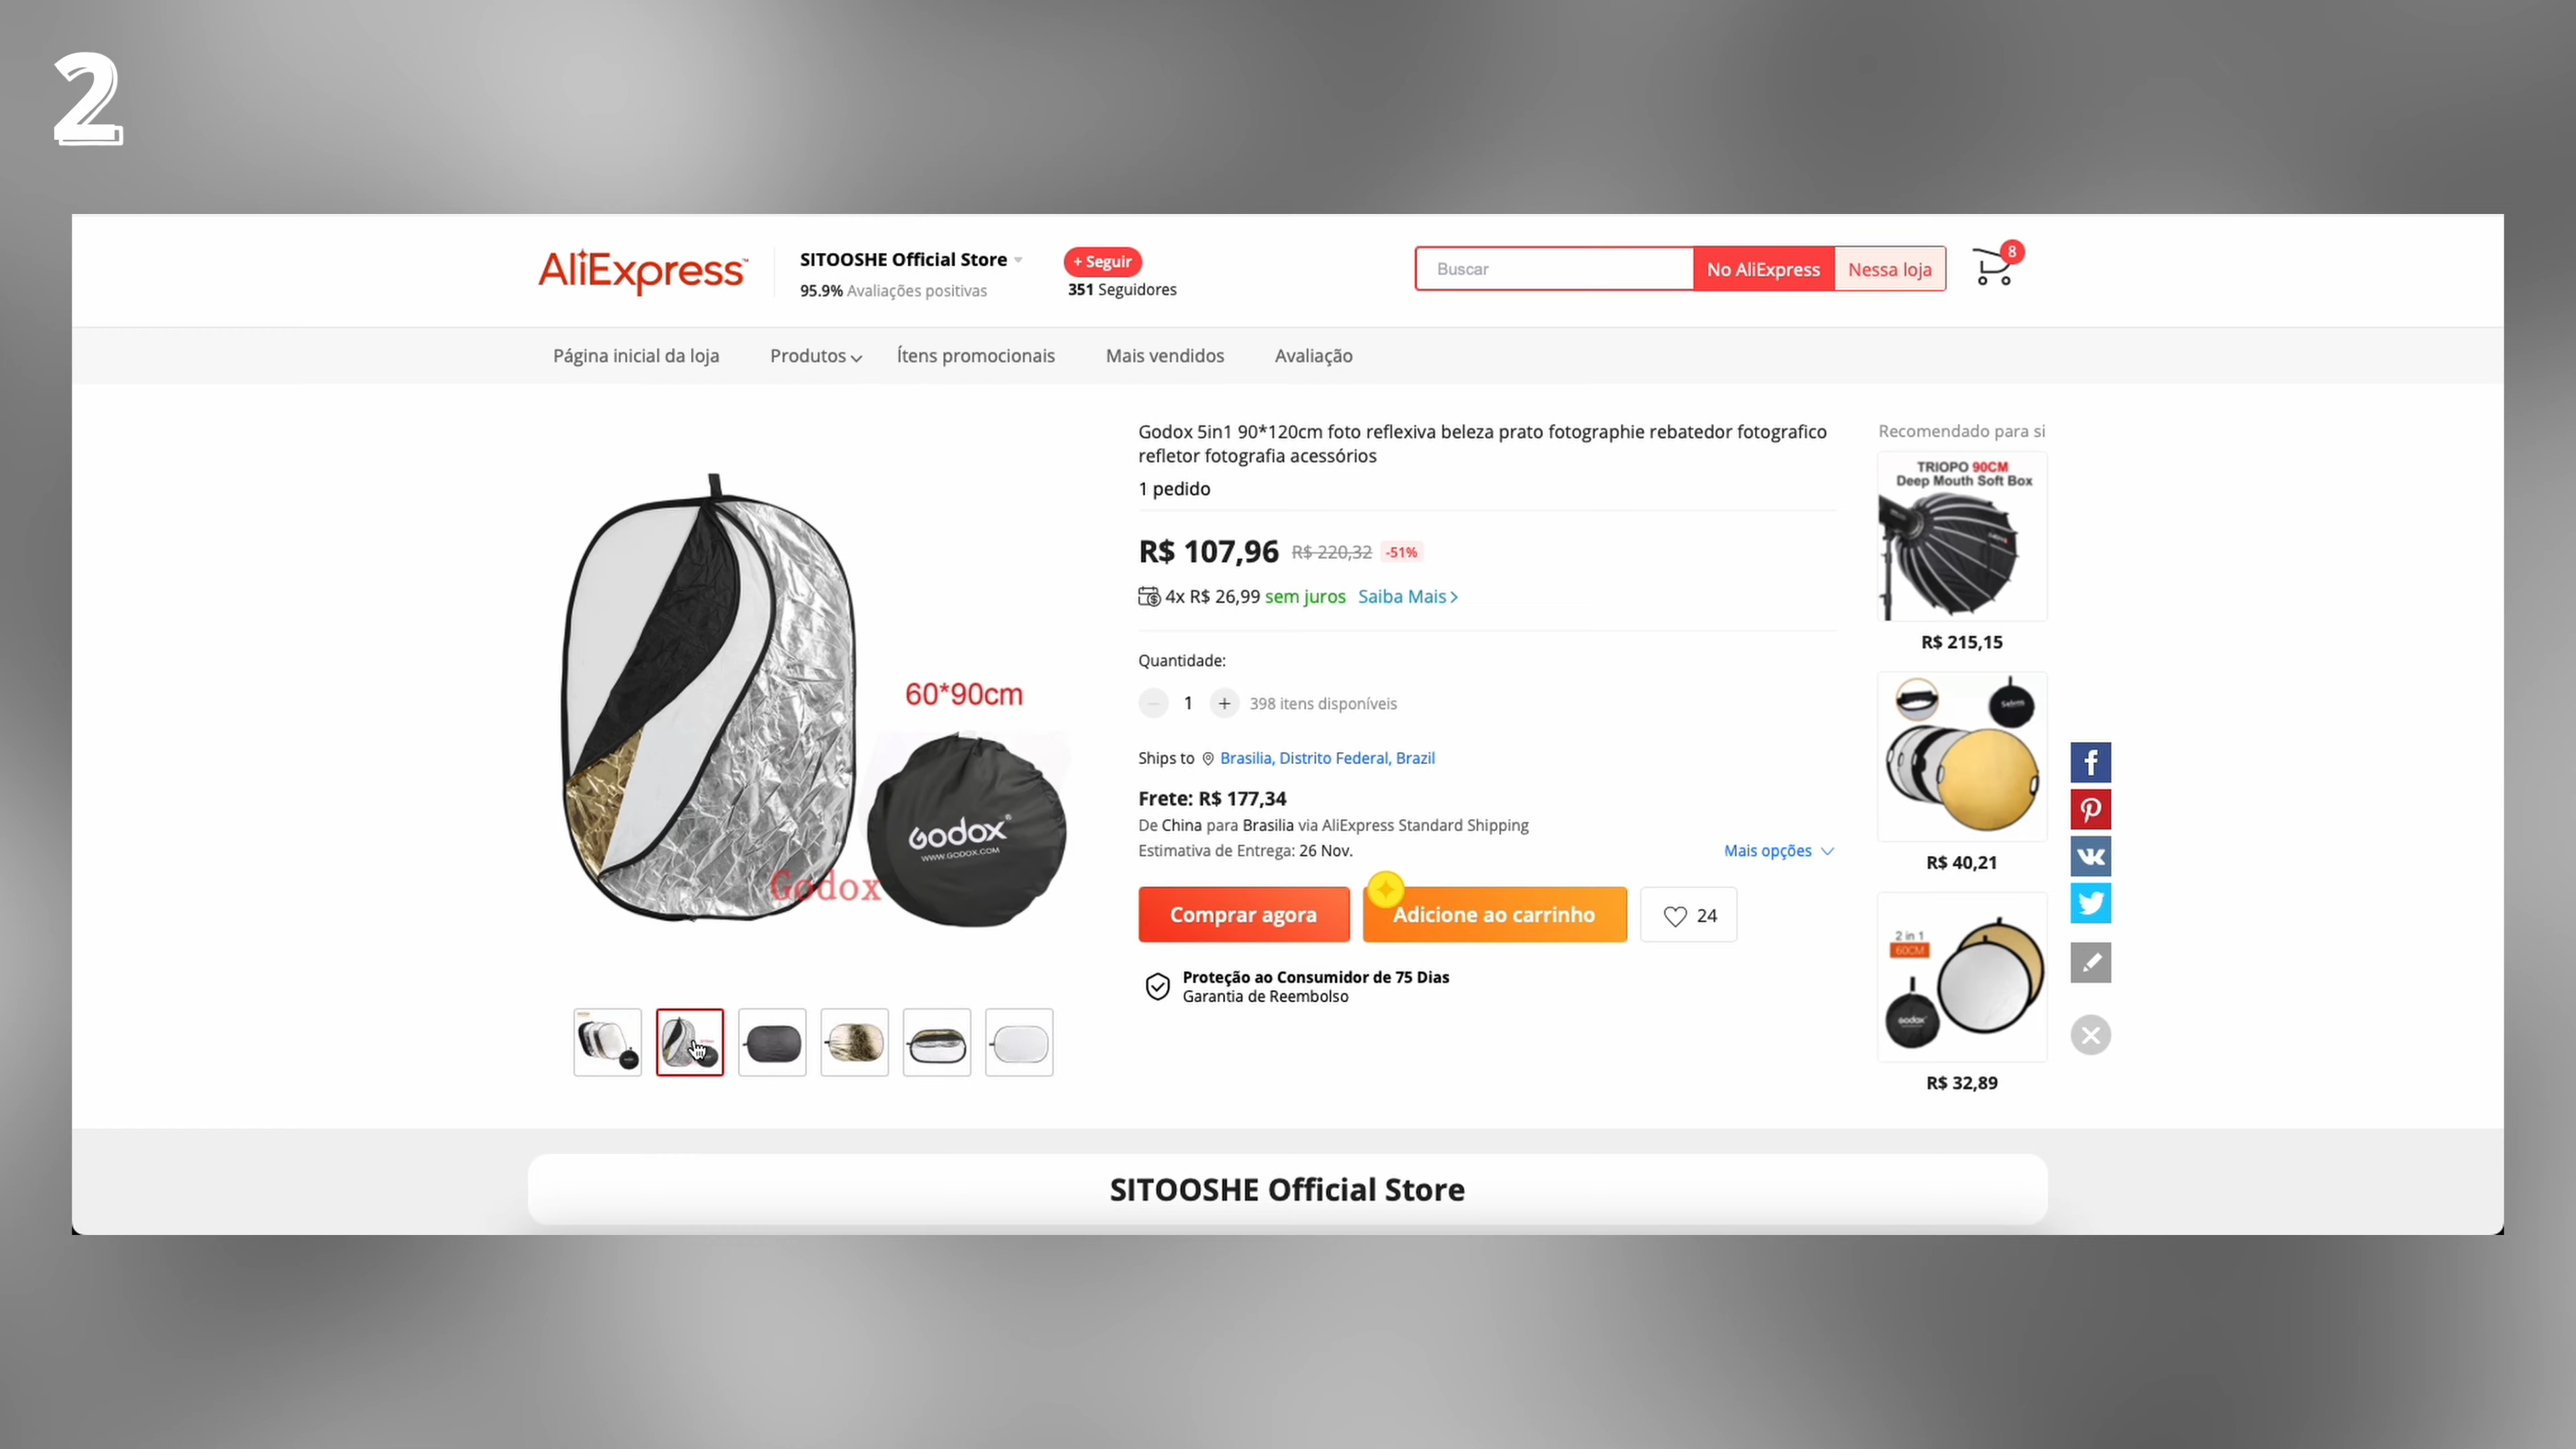 2
AliExpress™
SITOOSHE Official Store
95.9% Avaliações positivas
+ Seguir
351 Seguidores
Buscar
No AliExpress
Nessa loja
8
Página inicial da loja
Produtos
Ítens promocionais
Mais vendidos
Avaliação
60*90cm
Godox®
WWW.GODOX.COM
Godox
Godox 5in1 90*120cm foto reflexiva beleza prato fotographie rebatedor fotografico
refletor fotografia acessórios
1 pedido
R$ 107,96 R$ 220,32 -51%
4x R$ 26,99 sem juros Saiba Mais
Quantidade:
1
398 itens disponíveis
Ships to Brasilia, Distrito Federal, Brazil
Frete: R$ 177,34
De China para Brasilia via AliExpress Standard Shipping
Estimativa de Entrega: 26 Nov.
Mais opções
Comprar agora
Adicione ao carrinho
24
Proteção ao Consumidor de 75 Dias
Garantia de Reembolso
Recomendado para si
TRIOPO 90CM
Deep Mouth Soft Box
R$ 215,15
R$ 40,21
2 in 1
60CM
Godox
R$ 32,89
SITOOSHE Official Store